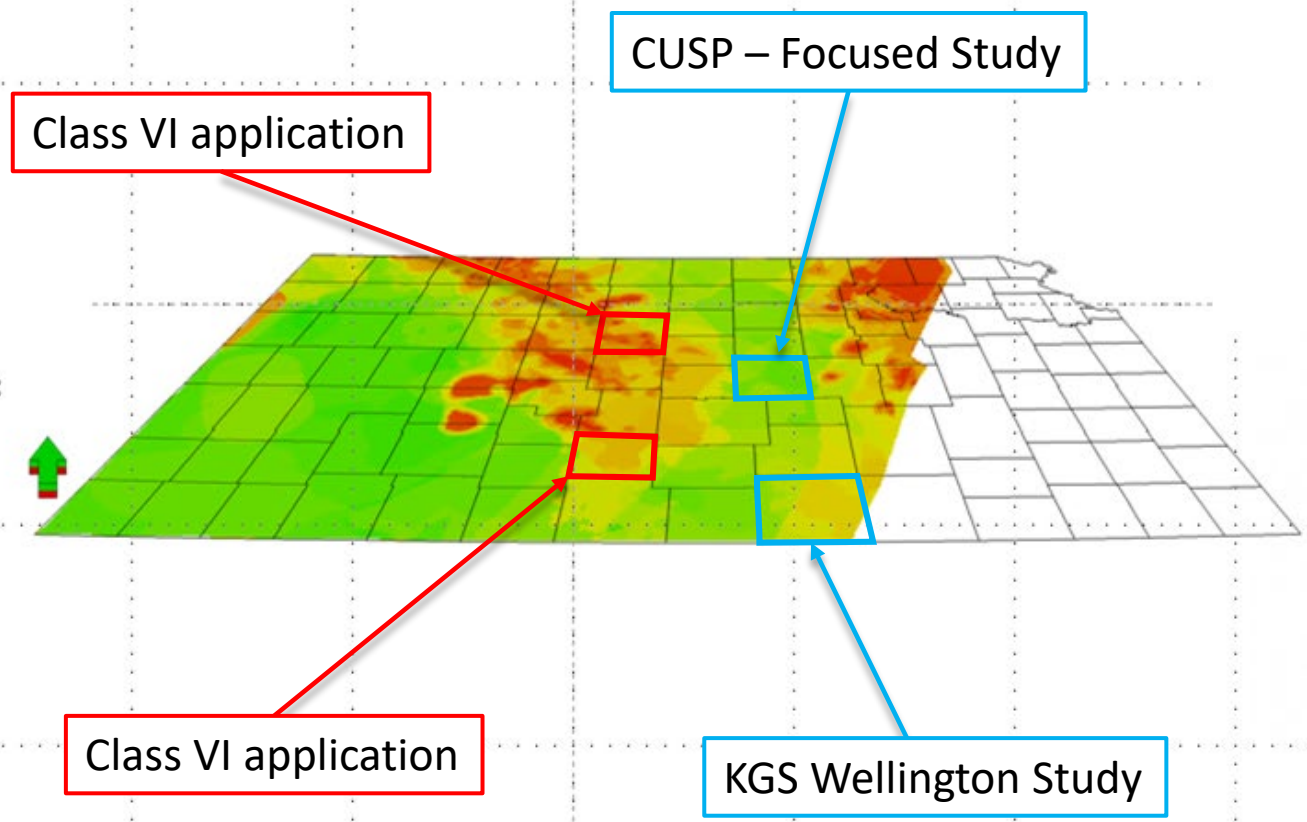 CUSP – Focused Study
Class VI application
Class VI application
KGS Wellington Study